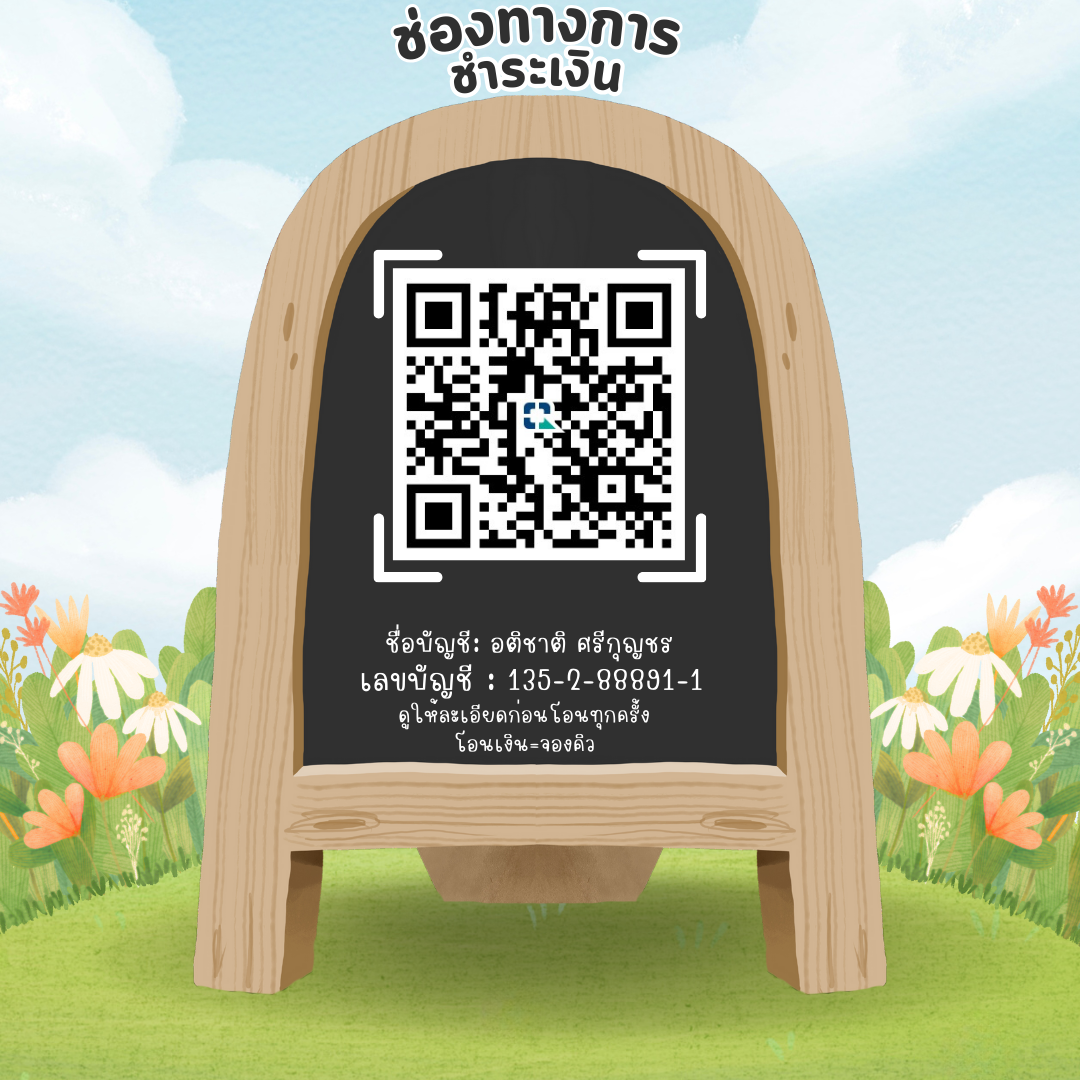 ช่องทางการ
ชำระเงิน
ชื่อบัญชี: อติชาติ ศรีกุญชร
เลขบัญชี : 135-2-88891-1
ดูให้ละเอียดก่อนโอนทุกครั้ง
โอนเงิน=จองคิว